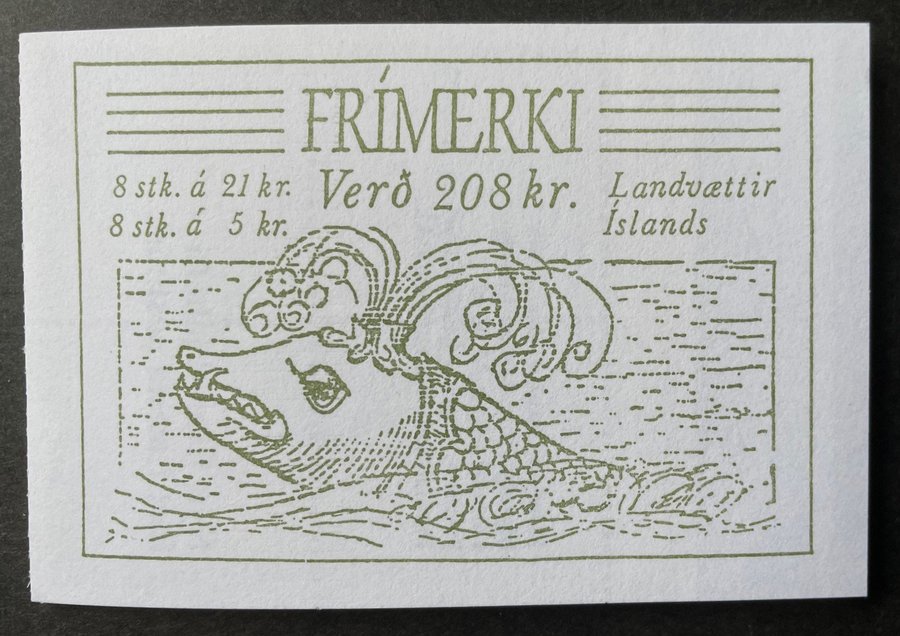 FRÍMERKI
8 stk. á 21 kr. Verð 208 kr. Landvættir
8 stk. á 5 kr. Íslands